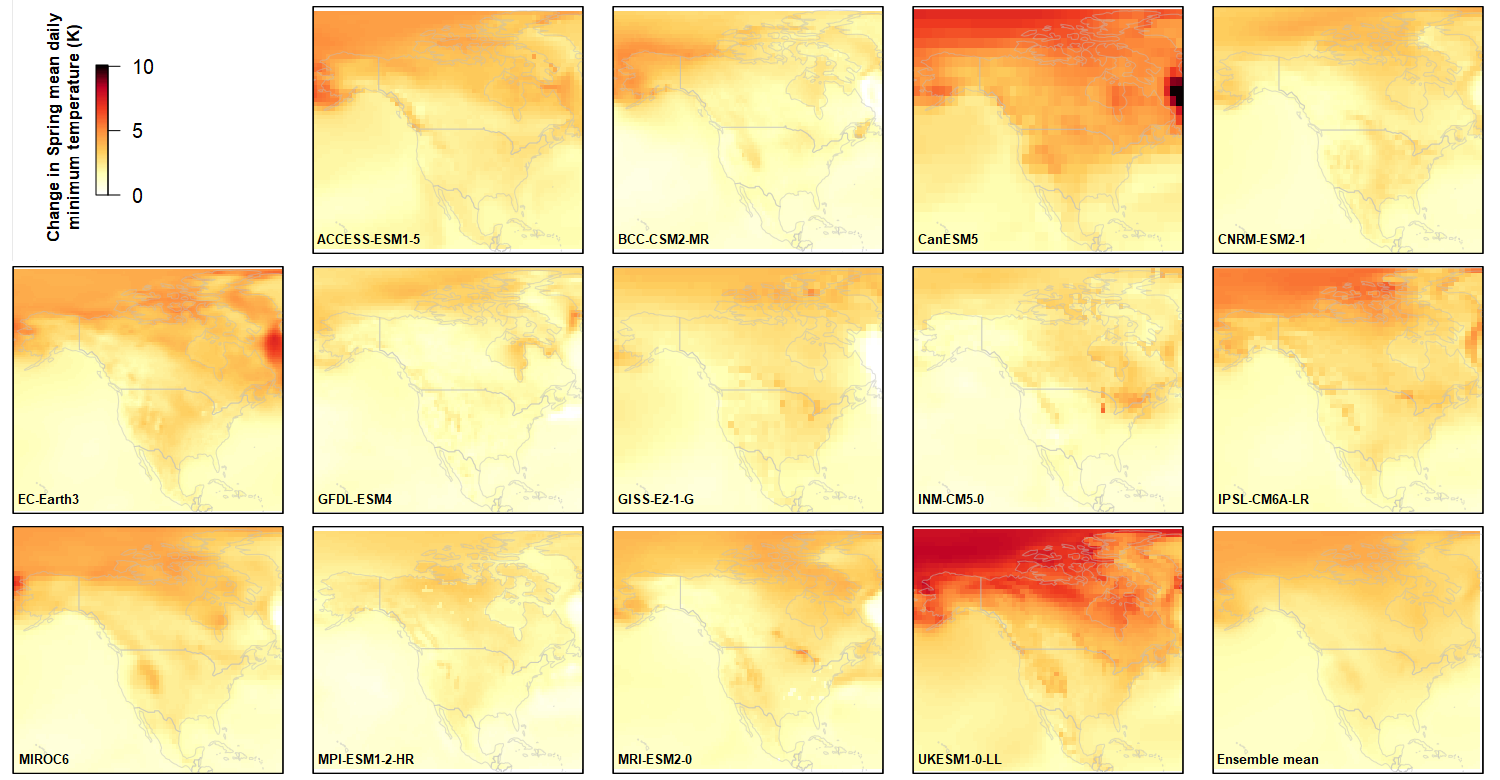 Change in Spring mean daily
minimum temperature (K)
10
5
0
ACCESS-ESM1-5
BCC-CSM2-MR
CanESM5
CNRM-ESM2-1
EC-Earth3
GFDL-ESM4
GISS-E2-1-G
INM-CM5-0
IPSL-CM6A-LR
MIROC6
MPI-ESM1-2-HR
MRI-ESM2-0
UKESM1-0-LL
Ensemble mean